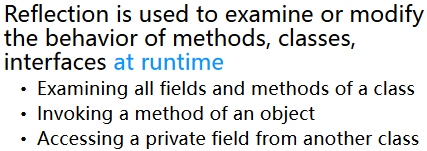 Reflection is used to examine or modify
the behavior of methods, classes,
interfaces at runtime
• Examining all fields and methods of a class
• Invoking a method of an object
• Accessing a private field from another class